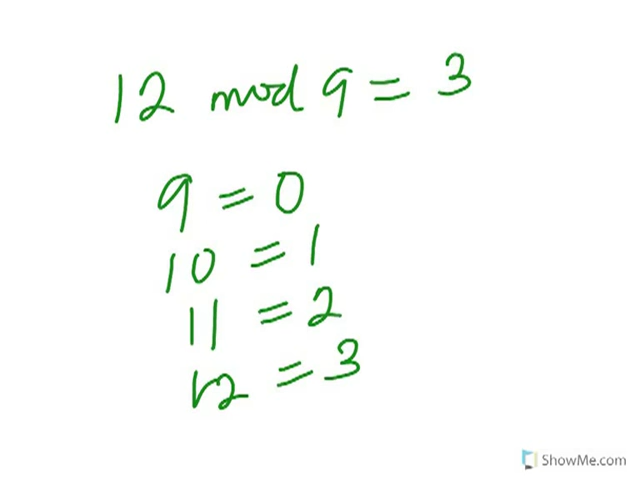 12 mod 9 = 3
9 = 0
10 = 1
11 = 2
12 = 3
ShowMe.com